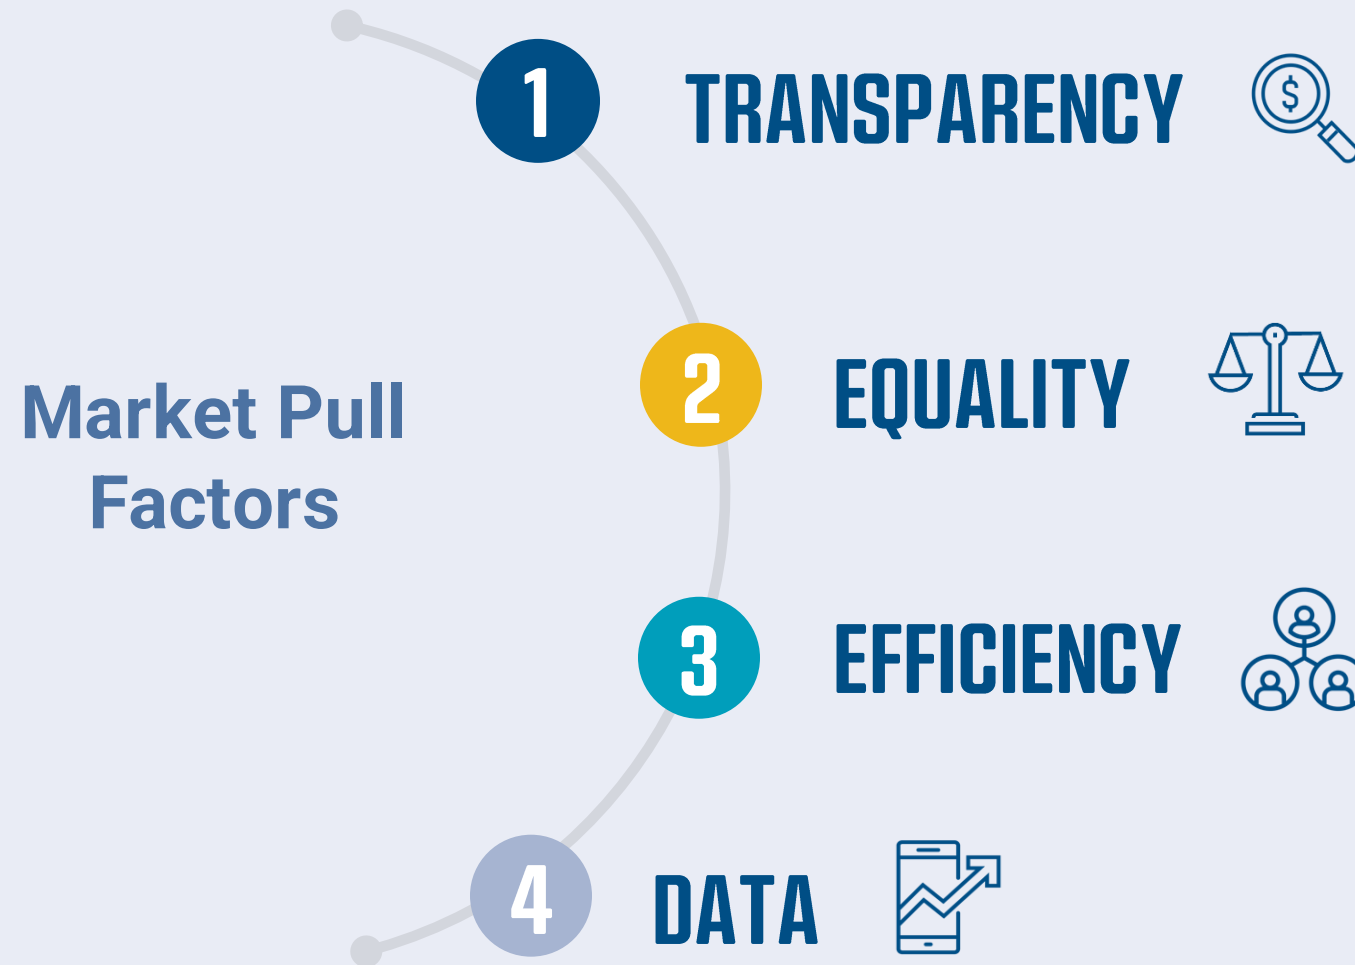 Market Pull
Factors
1
TRANSPARENCY
$
2
EQUALITY
3
EFFICIENCY
4
DATA